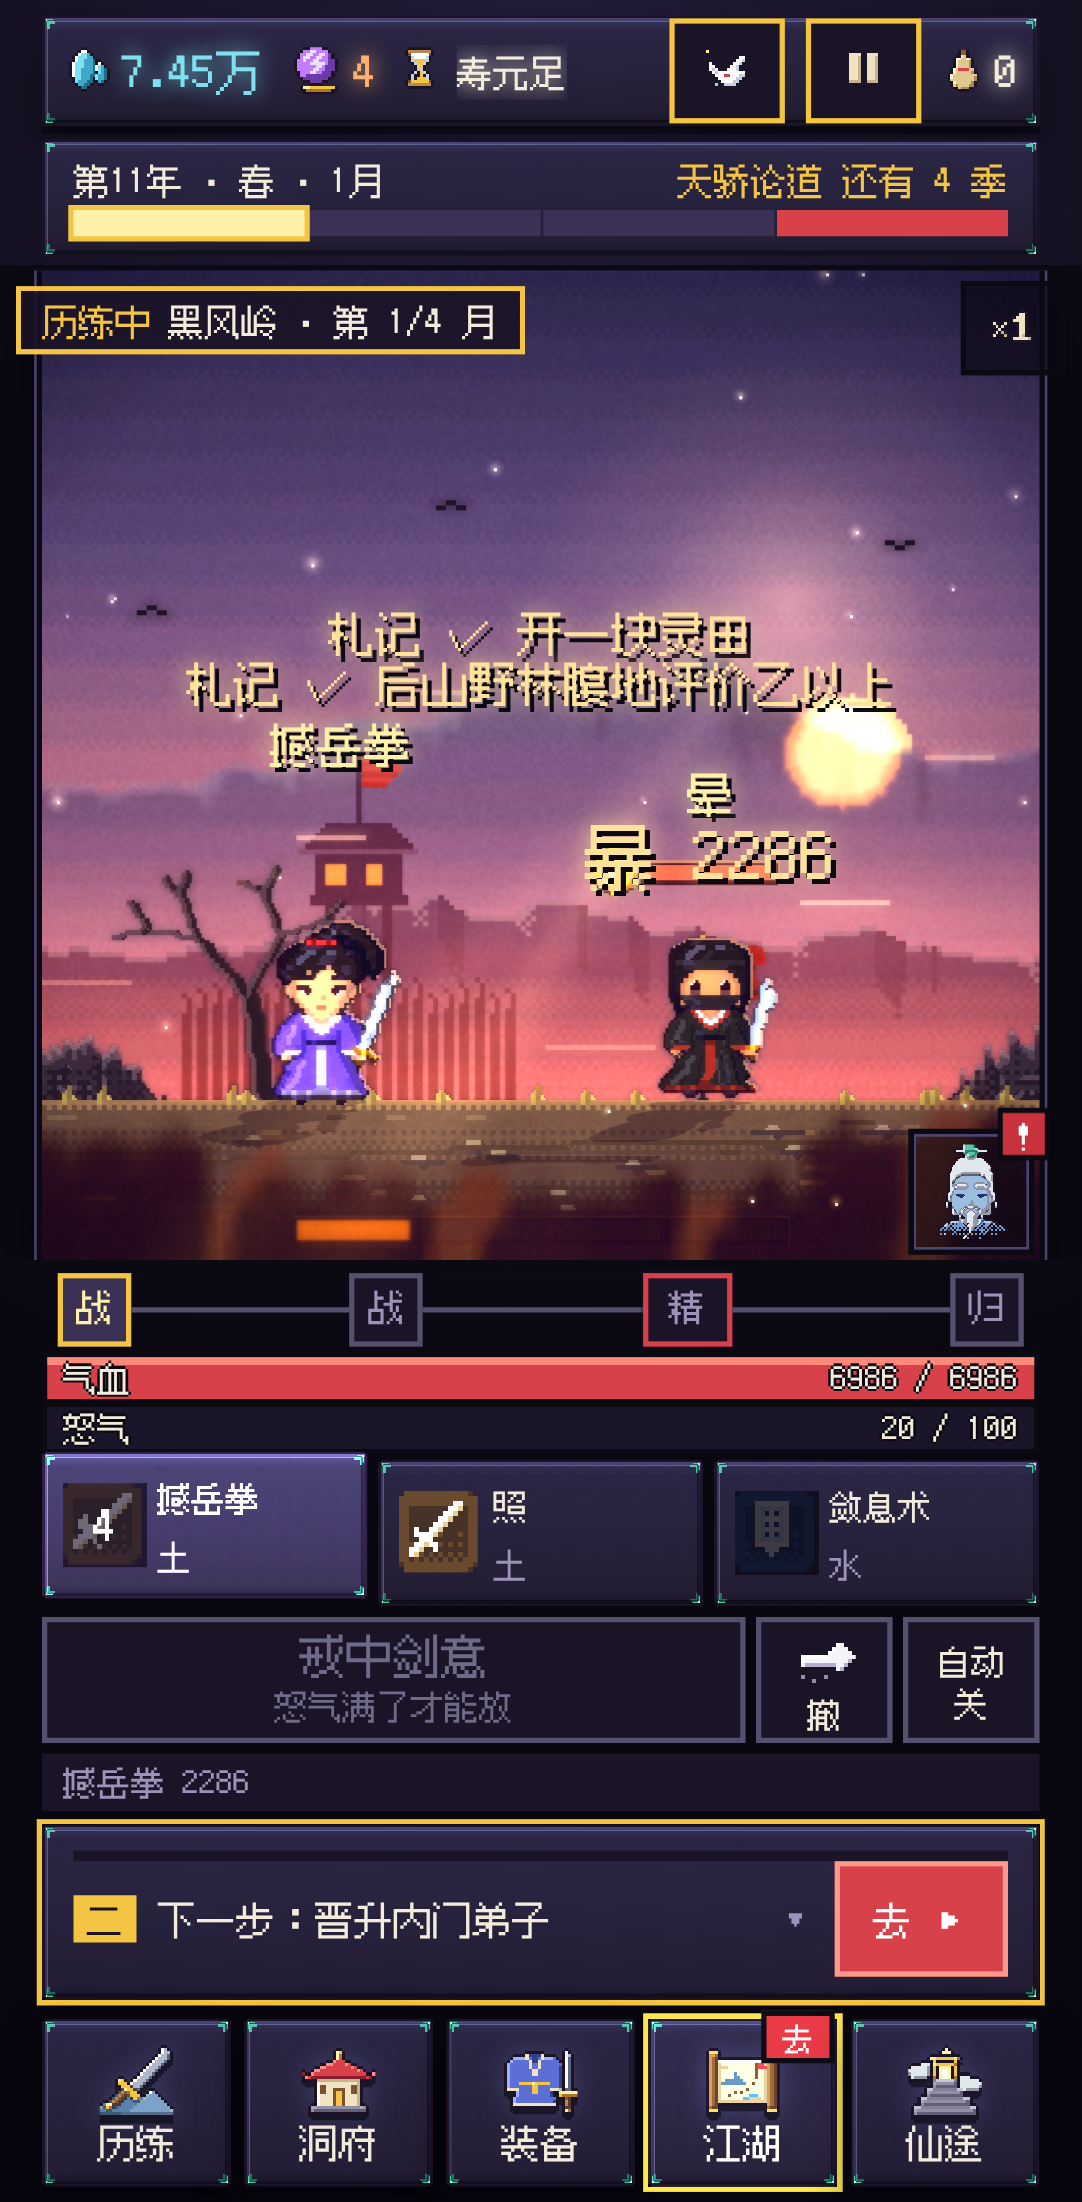 7.45万 4 寿元足 0
第11年 · 春 · 1月 天骄论道 还有 4 季
历练中 黑风岭 · 第 1/4 月 ×1
札记 ✓ 开一块灵田
札记 ✓ 后山野林腹地评价乙以上
撼岳拳
晕
暴 2286
!
战 战 精 归
气血 6986 / 6986
怒气 20 / 100
4 撼岳拳 土
照 土
敛息术 水
戒中剑意
怒气满了才能放
撤
自动
关
撼岳拳 2286
二 下一步：晋升内门弟子 ▼ 去 ▶
去
历练 洞府 装备 江湖 仙途